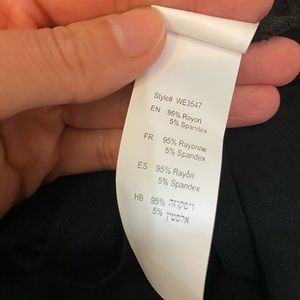 Style# WE3547
EN 95% Rayon
5% Spandex
FR 95% Rayonne
5% Spandex
ES 95% Rayón
5% Spandex
HB 95% ויסקוזה
5% אלסטין